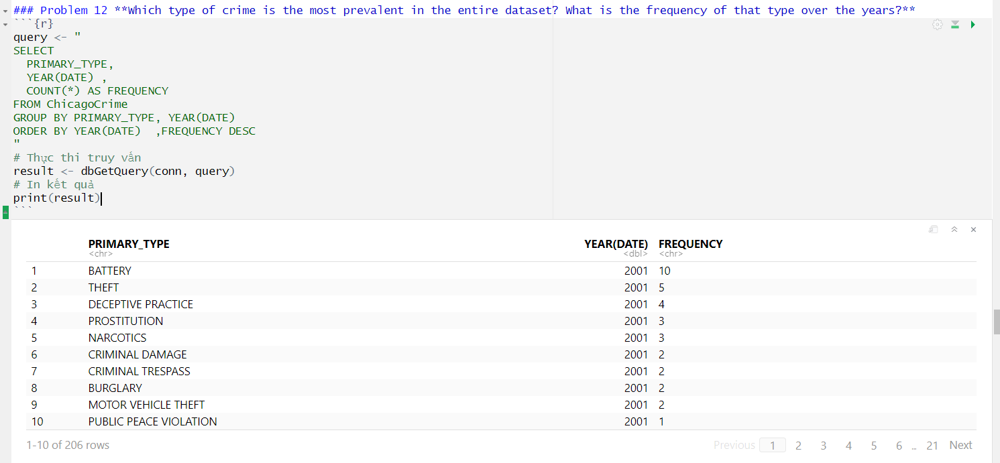 ### Problem 12 **Which type of crime is the most prevalent in the entire dataset? What is the frequency of that type over the years?**
```{r}
query <- "
SELECT
  PRIMARY_TYPE,
  YEAR(DATE) ,
  COUNT(*) AS FREQUENCY
FROM ChicagoCrime
GROUP BY PRIMARY_TYPE, YEAR(DATE)
ORDER BY YEAR(DATE)  ,FREQUENCY DESC
"
# Thực thi truy vấn
result <- dbGetQuery(conn, query)
# In kết quả
print(result)
```
PRIMARY_TYPE YEAR(DATE) FREQUENCY
<chr> <dbl> <chr>
1 BATTERY 2001 10
2 THEFT 2001 5
3 DECEPTIVE PRACTICE 2001 4
4 PROSTITUTION 2001 3
5 NARCOTICS 2001 3
6 CRIMINAL DAMAGE 2001 2
7 CRIMINAL TRESPASS 2001 2
8 BURGLARY 2001 2
9 MOTOR VEHICLE THEFT 2001 2
10 PUBLIC PEACE VIOLATION 2001 1
1-10 of 206 rows Previous 1 2 3 4 5 6 ... 21 Next